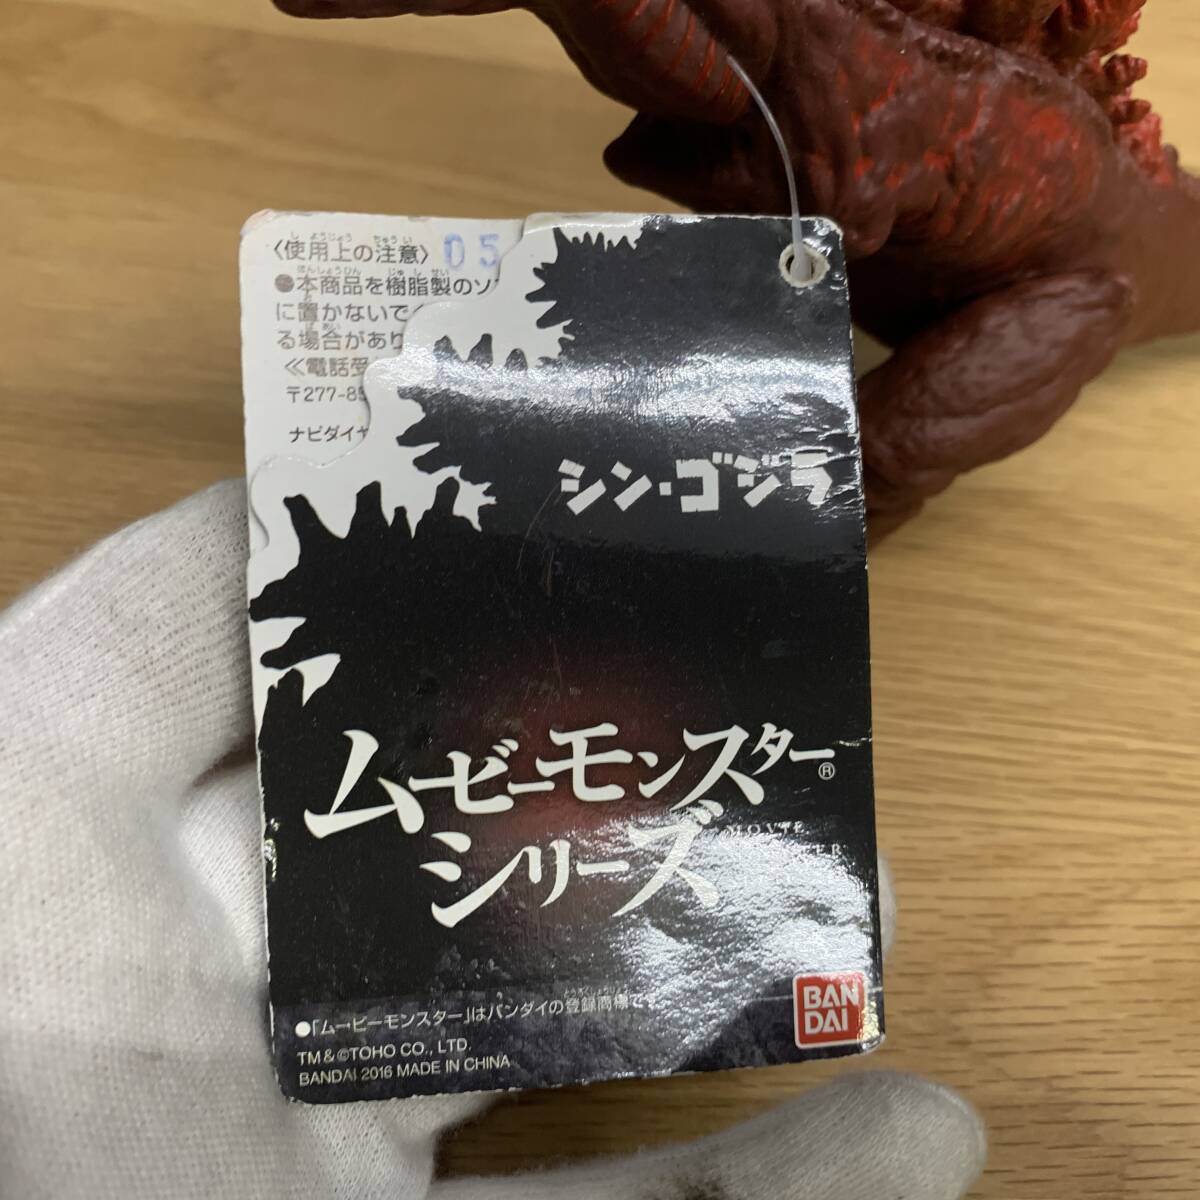 〈使用上の注意〉 05
●本商品を樹脂製のソ
に置かないで
る場合があり
≪電話受
〒277-85
ナビダイヤ
シン・ゴジラ
ムービーモンスター®
シリーズ
MOVIE
BAN
DAI
●「ムービーモンスター」はバンダイの登録商標で
TM & ©TOHO CO., LTD.
BANDAI 2016 MADE IN CHINA